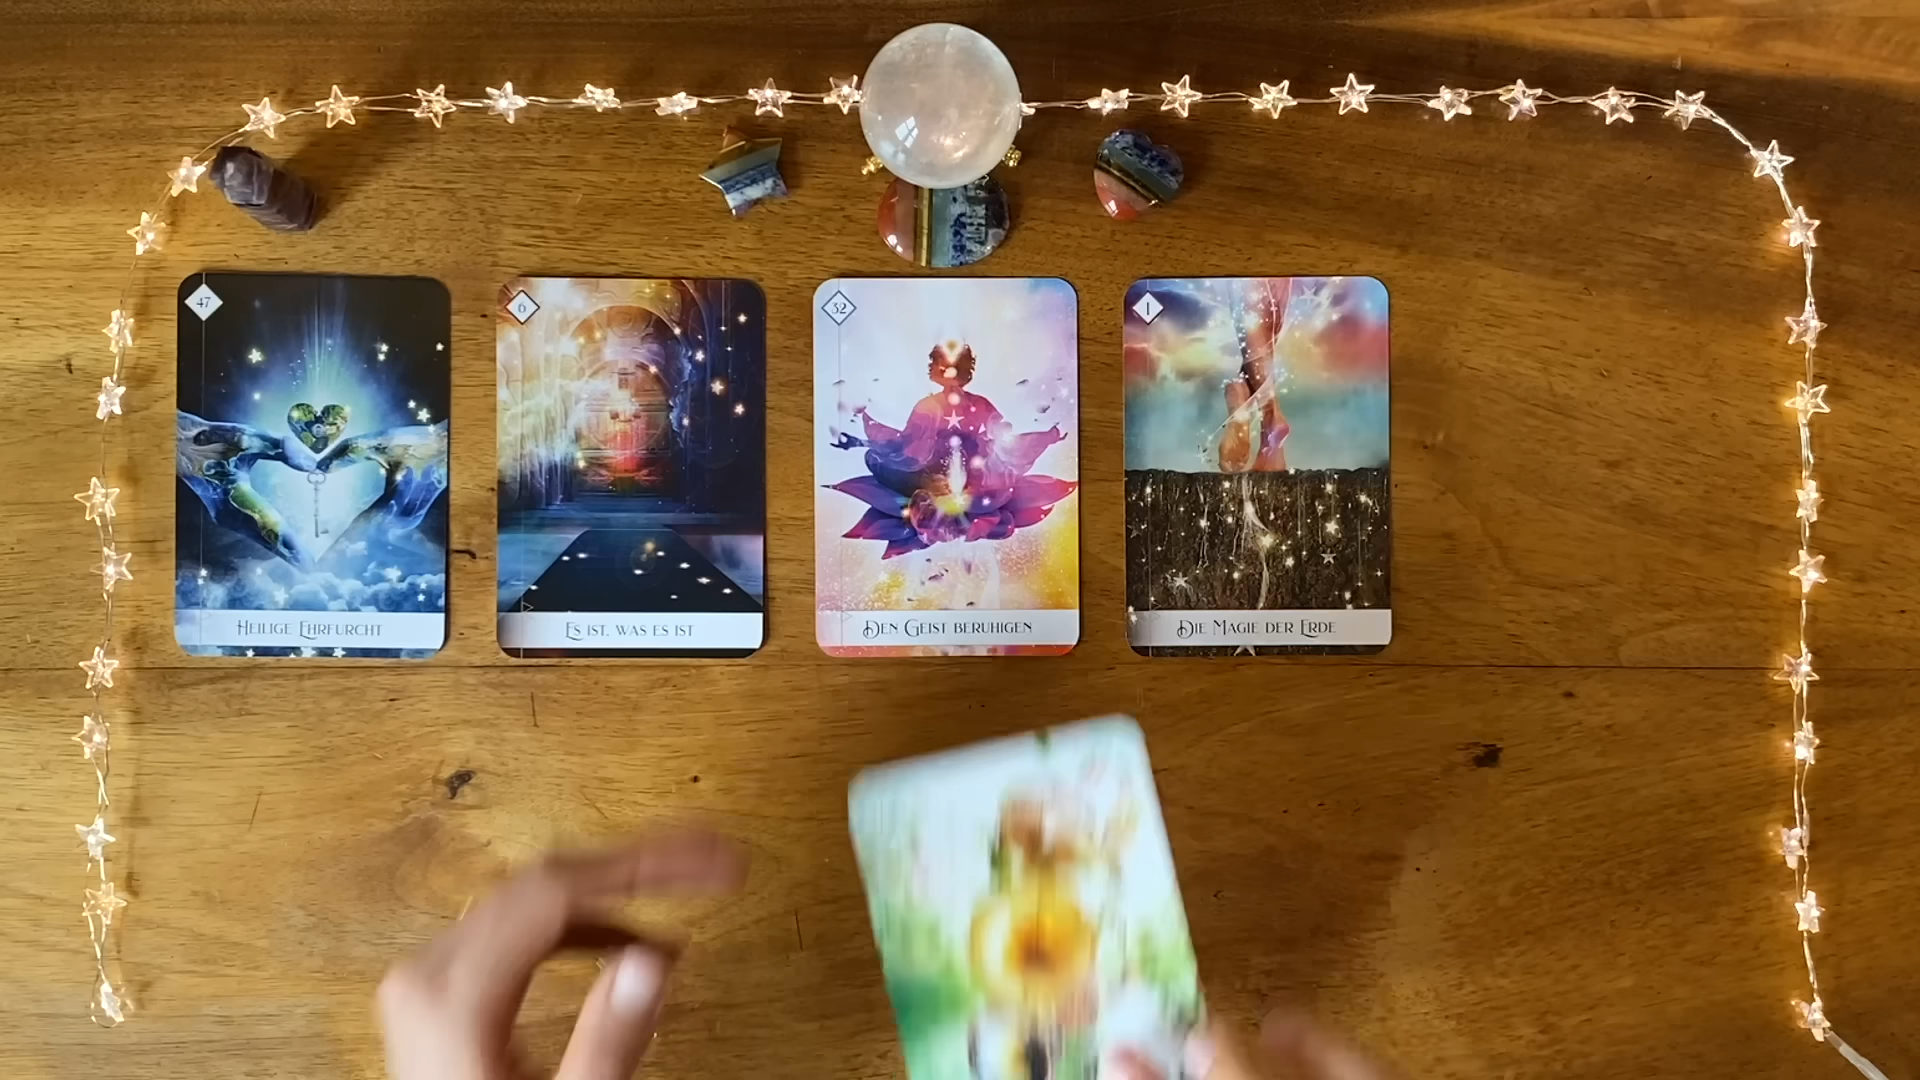 47
Heilige Ehrfurcht
6
Es ist, was es ist
32
Den Geist beruhigen
1
Die Magie der Erde